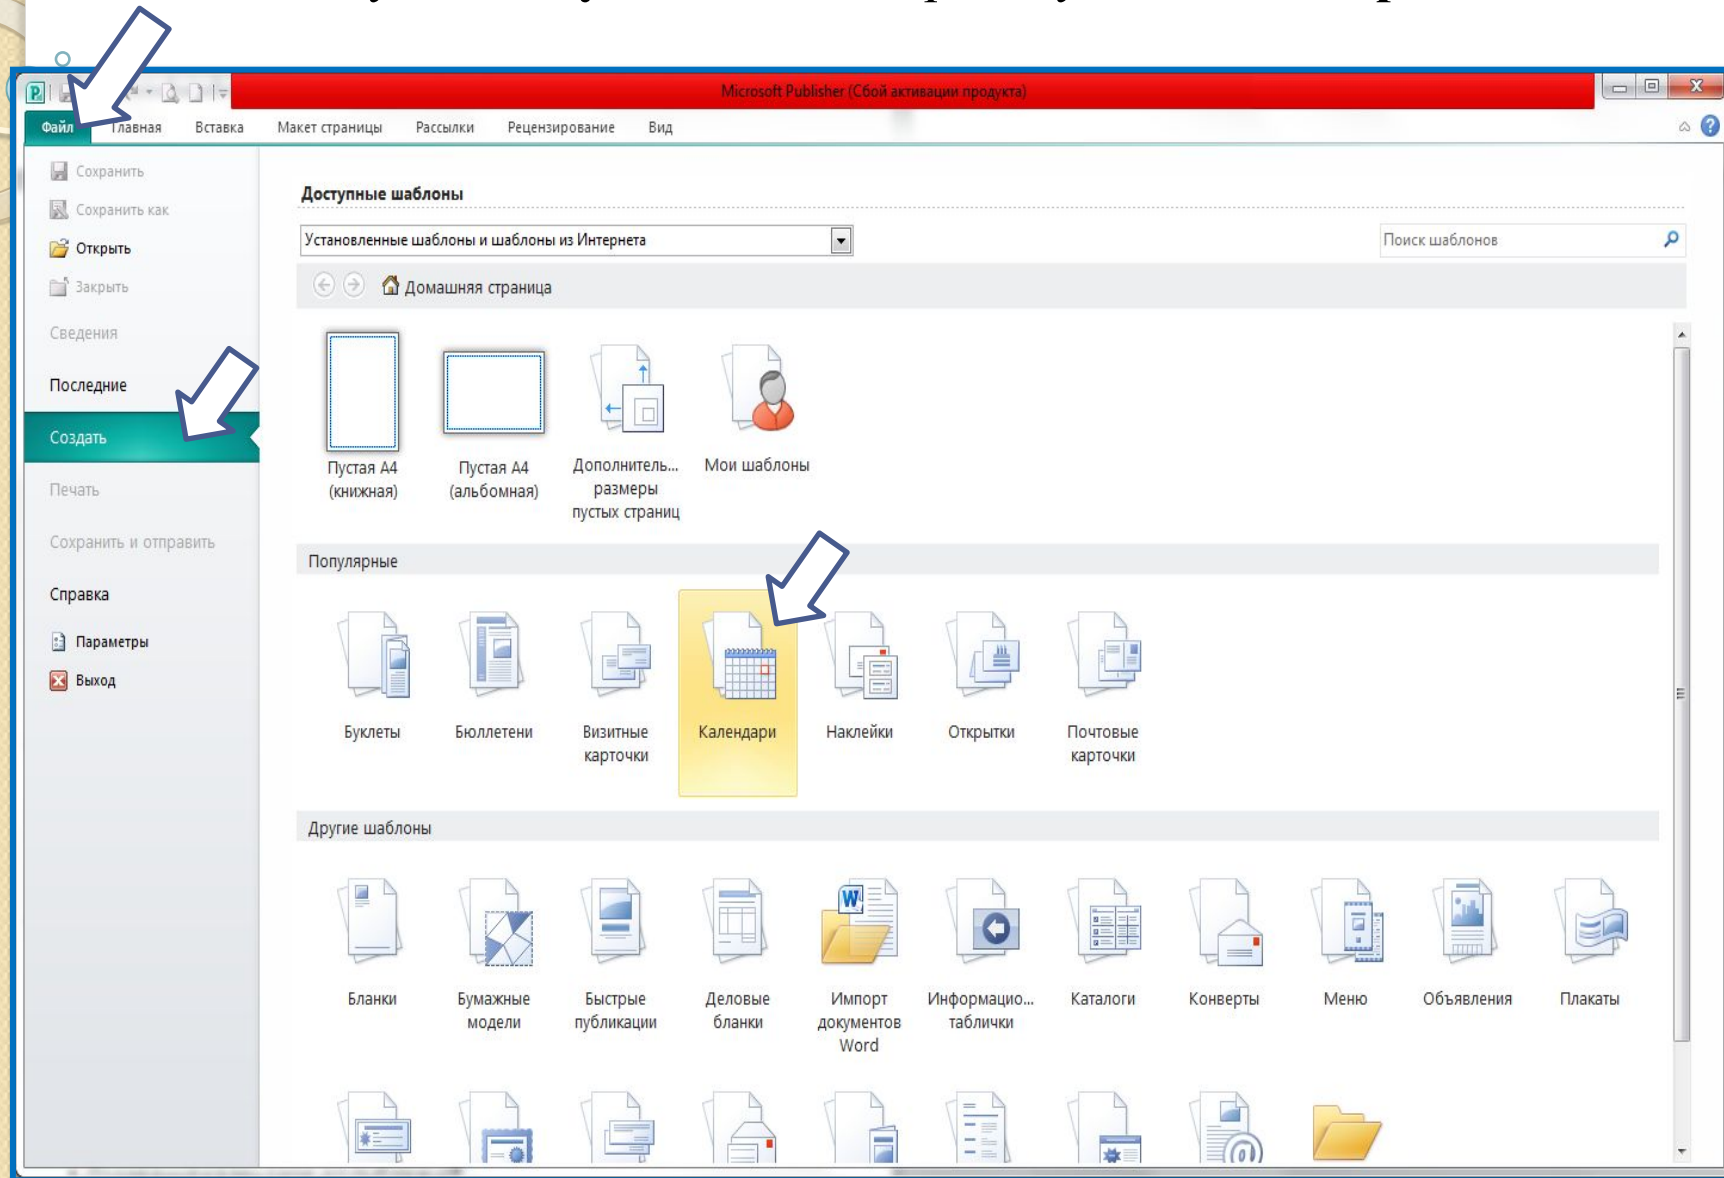 Microsoft Publisher (Сбой активации продукта)
Файл Главная Вставка Макет страницы Рассылки Рецензирование Вид
Сохранить
Сохранить как
Открыть
Закрыть
Сведения
Последние
Создать
Печать
Сохранить и отправить
Справка
Параметры
Выход
Доступные шаблоны
Установленные шаблоны и шаблоны из Интернета
Поиск шаблонов
Домашняя страница
Пустая A4
(книжная)
Пустая A4
(альбомная)
Дополнитель...
размеры
пустых страниц
Мои шаблоны
Популярные
Буклеты
Бюллетени
Визитные
карточки
Календари
Наклейки
Открытки
Почтовые
карточки
Другие шаблоны
Бланки
Бумажные
модели
Быстрые
публикации
Деловые
бланки
Импорт
документов
Word
Информацио...
таблички
Каталоги
Конверты
Меню
Объявления
Плакаты